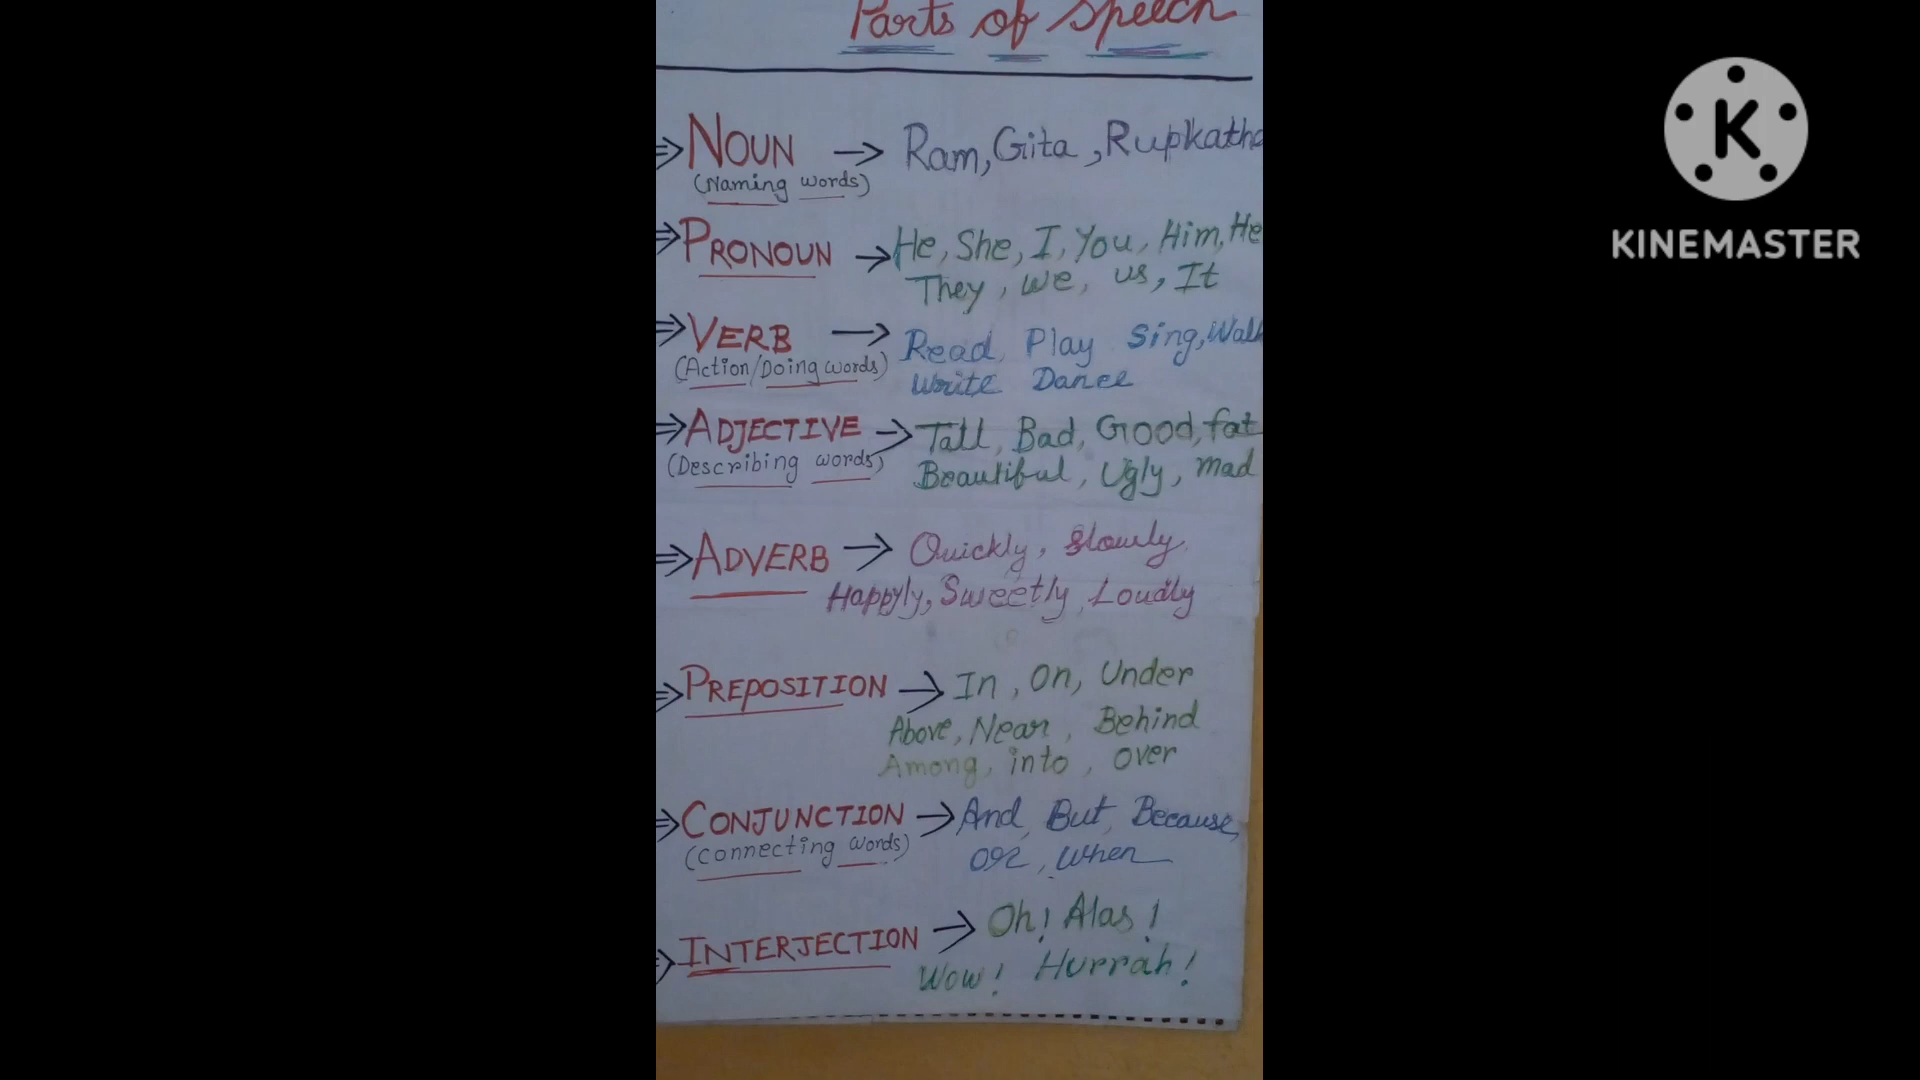 Parts of Speech
⇒ NOUN → Ram, Gita, Rupkatha
(Naming words)
⇒ PRONOUN → He, She, I, You, Him, He
They, we, us, It
⇒ VERB → Read, Play Sing, Walk
(Action/Doing words)
Write Dance
⇒ ADJECTIVE → Tall, Bad, Good, fat
(Describing words)
Beautiful, Ugly, mad
⇒ ADVERB → Quickly, Slowly,
Happyly, Sweetly, Loudly
⇒ PREPOSITION → In, On, Under
Above, Near, Behind
Among, into, over
⇒ CONJUNCTION → And, But, Because,
(connecting words)
OR, when
⇒ INTERJECTION → Oh! Alas!
Wow! Hurrah!
K
KINEMASTER